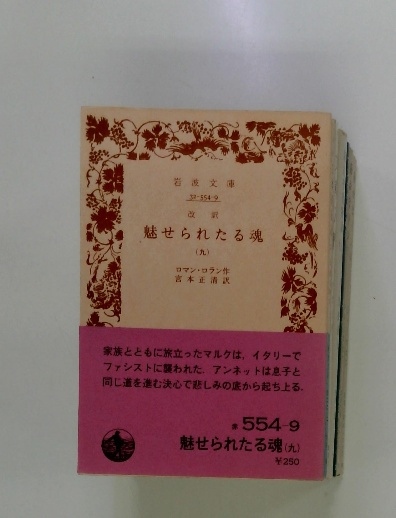 岩波文庫
32-554-9
改訳
魅せられたる魂
(九)
ロマン・ロラン作
宮本正清訳
家族とともに旅立ったマルクは、イタリーで
ファシストに襲われた。アンネットは息子と
同じ道を進む決心で悲しみの底から起ち上る.
赤 554-9
魅せられたる魂(九)
¥250